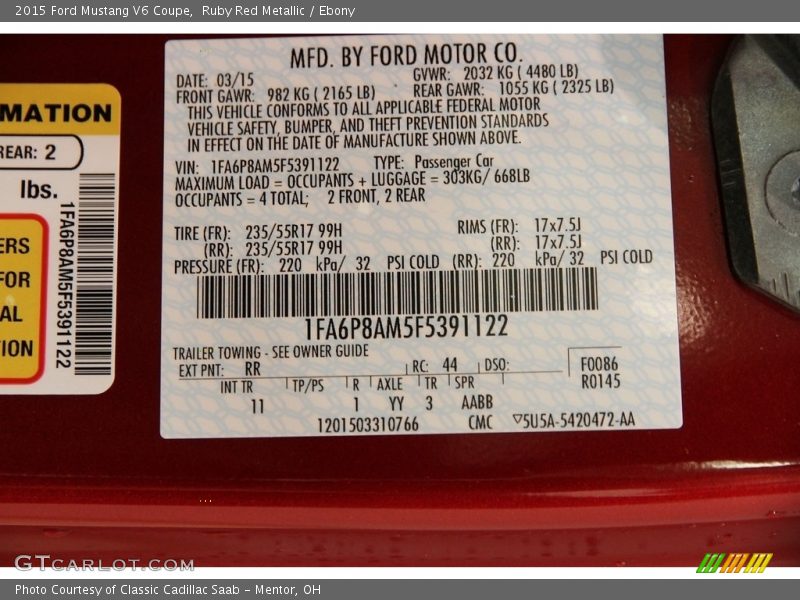 2015 Ford Mustang V6 Coupe,  Ruby Red Metallic / Ebony
MATION
REAR: 2
lbs.
ERS
FOR
AL
ION
1FA6P8AM5F5391122
MFD. BY FORD MOTOR CO.
DATE: 03/15 GVWR: 2032 KG ( 4480 LB)
FRONT GAWR: 982 KG ( 2165 LB) REAR GAWR: 1055 KG ( 2325 LB)
THIS VEHICLE CONFORMS TO ALL APPLICABLE FEDERAL MOTOR
VEHICLE SAFETY, BUMPER, AND THEFT PREVENTION STANDARDS
IN EFFECT ON THE DATE OF MANUFACTURE SHOWN ABOVE.
VIN: 1FA6P8AM5F5391122 TYPE: Passenger Car
MAXIMUM LOAD = OCCUPANTS + LUGGAGE = 303KG/ 668LB
OCCUPANTS = 4 TOTAL; 2 FRONT, 2 REAR
TIRE (FR): 235/55R17 99H RIMS (FR): 17x7.5J
(RR): 235/55R17 99H (RR): 17x7.5J
PRESSURE (FR): 220 kPa/ 32 PSI COLD (RR): 220 kPa/ 32 PSI COLD
1FA6P8AM5F5391122
TRAILER TOWING - SEE OWNER GUIDE
EXT PNT: RR RC: 44 DSO: F0086
R0145
INT TR TP/PS R AXLE TR SPR
11 1 YY 3 AABB
1201503310766 CMC ▽5U5A-5420472-AA
GTCARLOT.COM
Photo Courtesy of Classic Cadillac Saab - Mentor, OH